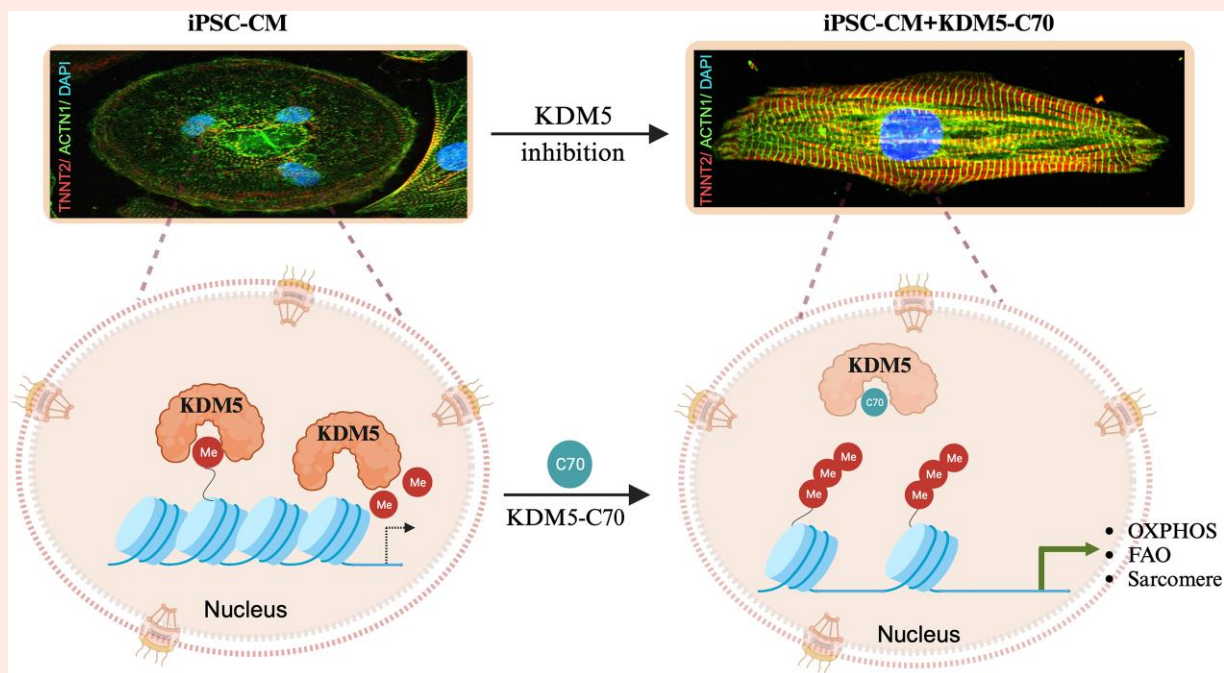 iPSC-CM
iPSC-CM+KDM5-C70
TNNT2/ ACTN1/ DAPI
KDM5
inhibition
TNNT2/ ACTN1/ DAPI
KDM5
KDM5
Me
Me
Me
C70
KDM5-C70
Nucleus
KDM5
C70
Me
Me
Me
Me
Me
Me
• OXPHOS
• FAO
• Sarcomere
Nucleus